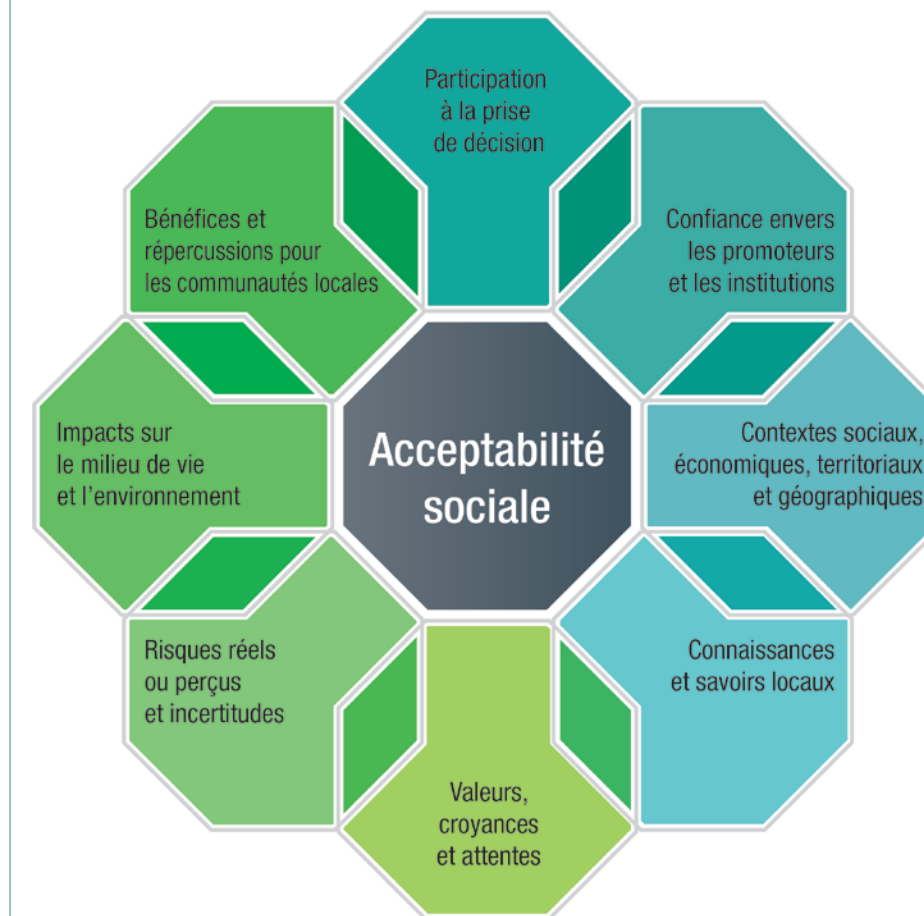 Participation
à la prise
de décision
Confiance envers
les promoteurs
et les institutions
Contextes sociaux,
économiques, territoriaux
et géographiques
Connaissances
et savoirs locaux
Valeurs,
croyances
et attentes
Risques réels
ou perçus
et incertitudes
Impacts sur
le milieu de vie
et l’environnement
Bénéfices et
répercussions pour
les communautés locales
Acceptabilité
sociale